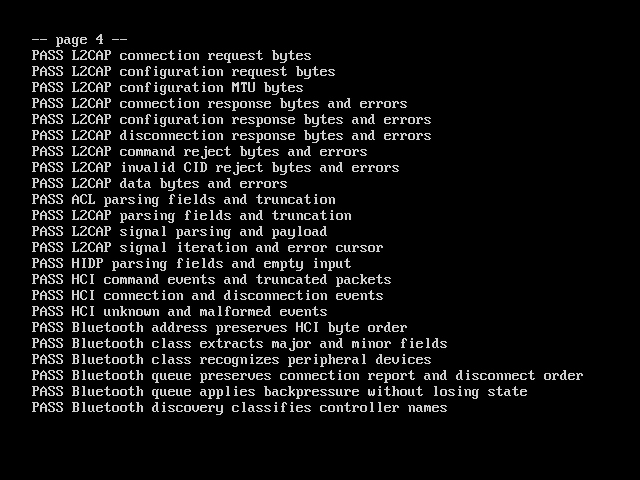 -- page 4 --
PASS L2CAP connection request bytes
PASS L2CAP configuration request bytes
PASS L2CAP configuration MTU bytes
PASS L2CAP connection response bytes and errors
PASS L2CAP configuration response bytes and errors
PASS L2CAP disconnection response bytes and errors
PASS L2CAP command reject bytes and errors
PASS L2CAP invalid CID reject bytes and errors
PASS L2CAP data bytes and errors
PASS ACL parsing fields and truncation
PASS L2CAP parsing fields and truncation
PASS L2CAP signal parsing and payload
PASS L2CAP signal iteration and error cursor
PASS HIDP parsing fields and empty input
PASS HCI command events and truncated packets
PASS HCI connection and disconnection events
PASS HCI unknown and malformed events
PASS Bluetooth address preserves HCI byte order
PASS Bluetooth class extracts major and minor fields
PASS Bluetooth class recognizes peripheral devices
PASS Bluetooth queue preserves connection report and disconnect order
PASS Bluetooth queue applies backpressure without losing state
PASS Bluetooth discovery classifies controller names